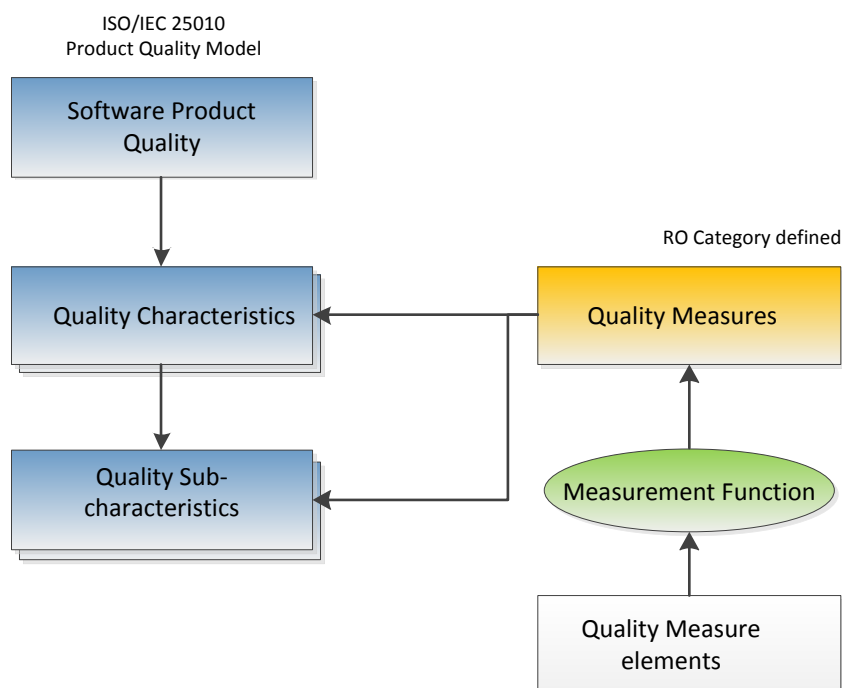 ISO/IEC 25010
Product Quality Model
Software Product
Quality
RO Category defined
Quality Characteristics
Quality Measures
Quality Sub-
characteristics
Measurement Function
Quality Measure
elements